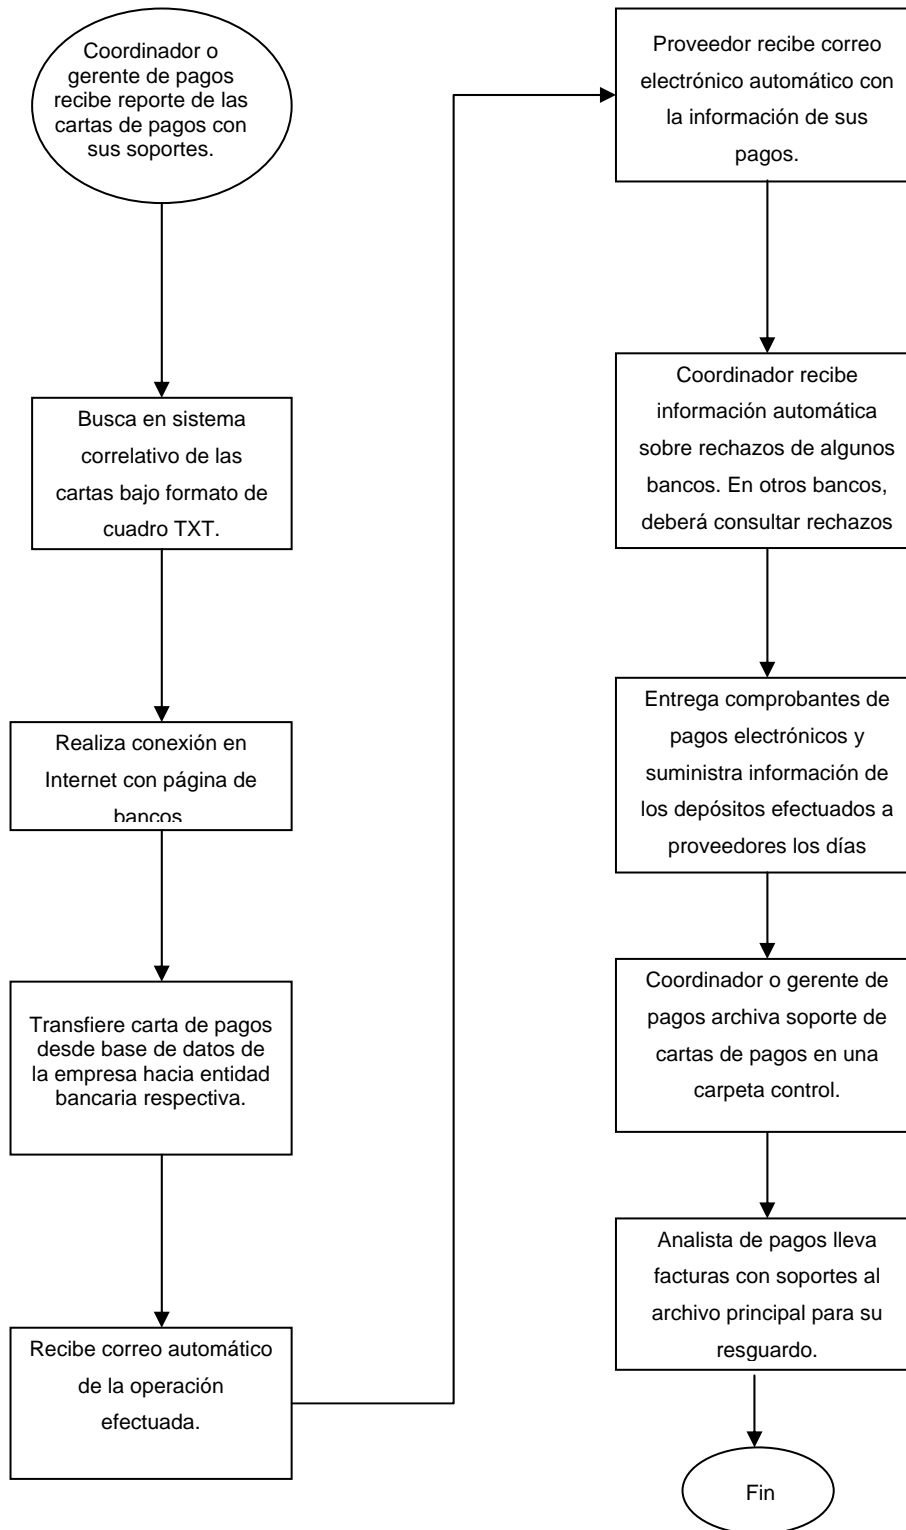 Coordinador o
gerente de pagos
recibe reporte de las
cartas de pagos con
sus soportes.
Busca en sistema
correlativo de las
cartas bajo formato de
cuadro TXT.
Realiza conexión en
Internet con página de
bancos
Transfiere carta de pagos
desde base de datos de
la empresa hacia entidad
bancaria respectiva.
Recibe correo automático
de la operación
efectuada.
Proveedor recibe correo
electrónico automático con
la información de sus
pagos.
Coordinador recibe
información automática
sobre rechazos de algunos
bancos. En otros bancos,
deberá consultar rechazos
Entrega comprobantes de
pagos electrónicos y
suministra información de
los depósitos efectuados a
proveedores los días
Coordinador o gerente de
pagos archiva soporte de
cartas de pagos en una
carpeta control.
Analista de pagos lleva
facturas con soportes al
archivo principal para su
resguardo.
Fin